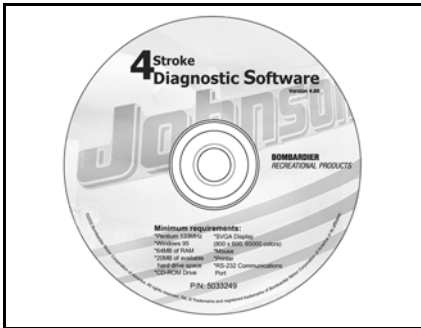 4 Stroke
Diagnostic Software
Version 4.00
Johnson
BOMBARDIER
RECREATIONAL PRODUCTS
Minimum requirements:
*Pentium 133MHz *SVGA Display
*Windows 95 (800 x 600, 65000 colors)
*64MB of RAM *Mouse
*20MB of available *Printer
hard drive space *RS-232 Communications
*CD-ROM Drive Port
P/N: 5033249